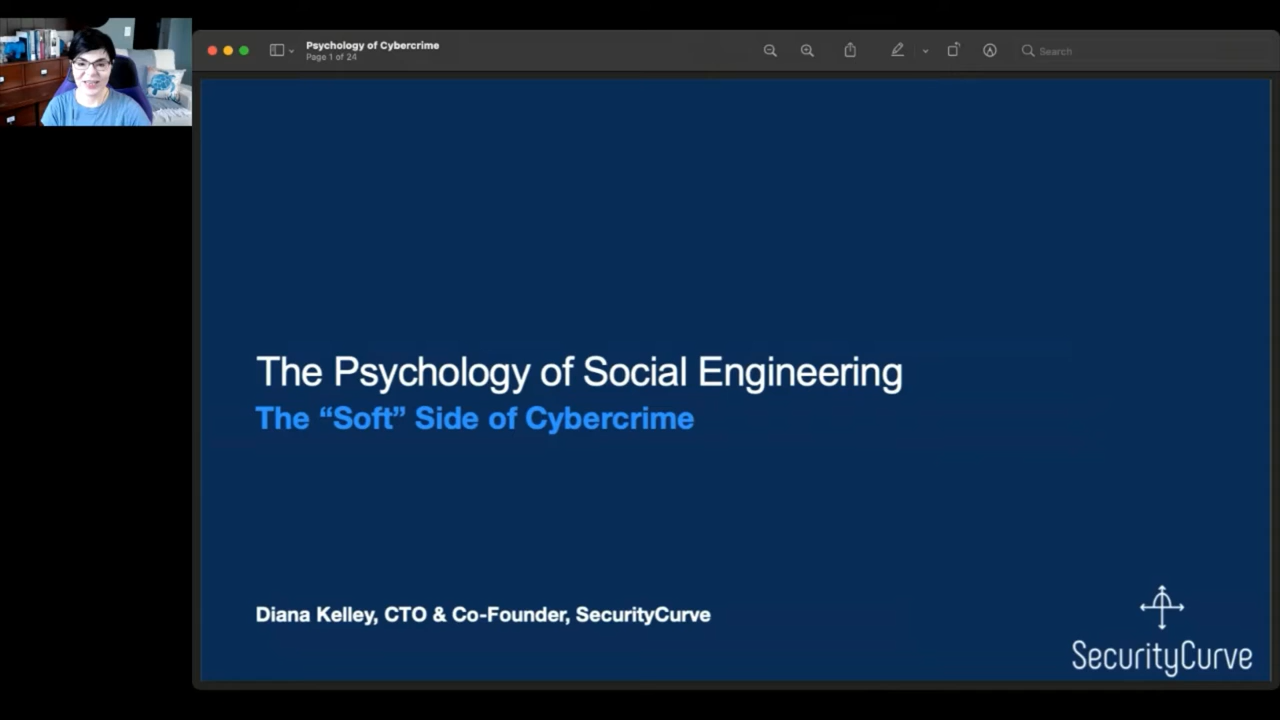 Psychology of Cybercrime
Page 1 of 24
Search
The Psychology of Social Engineering
The “Soft” Side of Cybercrime
Diana Kelley, CTO & Co-Founder, SecurityCurve
SecurityCurve